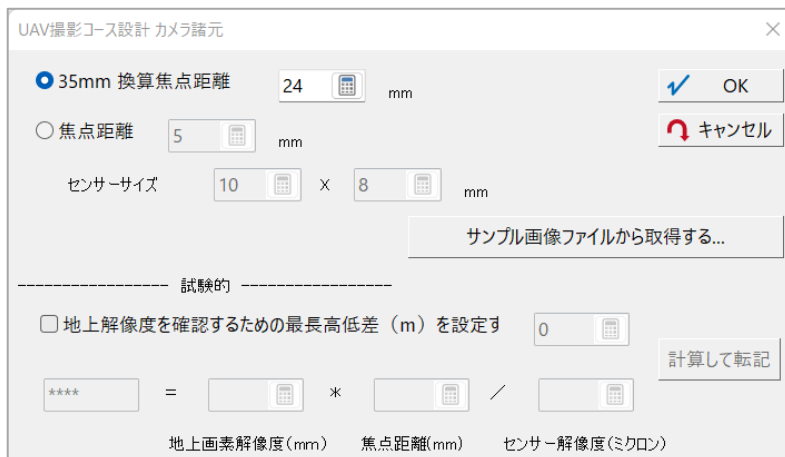 UAV撮影コース設計 カメラ諸元
35mm 換算焦点距離 24 mm
OK
焦点距離 5 mm
キャンセル
センサーサイズ 10 X 8 mm
サンプル画像ファイルから取得する...
----------------- 試験的 -----------------
地上解像度を確認するための最長高低差（m）を設定す 0
計算して転記
**** = * /
地上画素解像度(mm) 焦点距離(mm) センサー解像度(ミクロン)